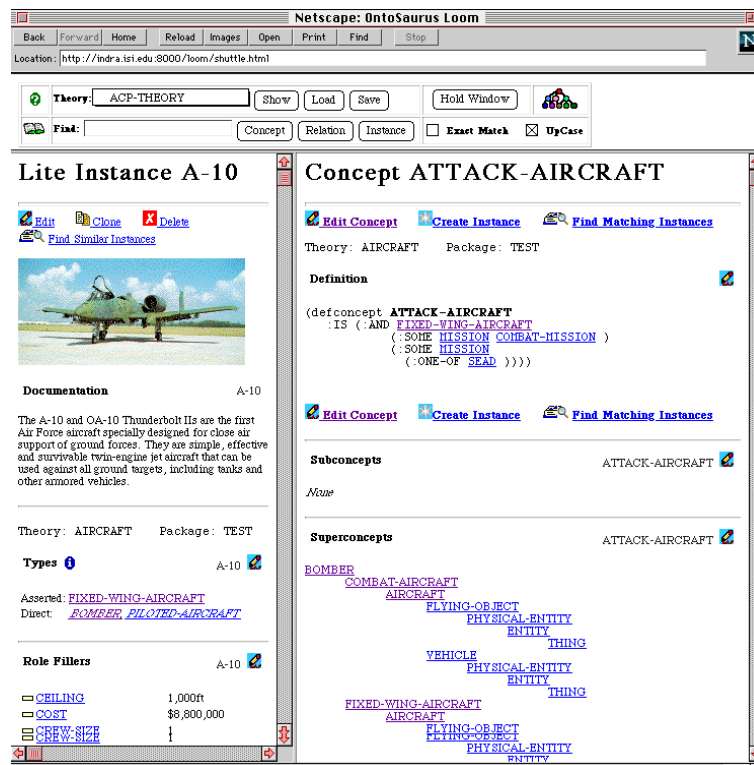 Netscape: OntoSaurus Loom
Back Forward Home Reload Images Open Print Find Stop
N
Location: http://indra.isi.edu:8000/loom/shuttle.html
Theory: ACP-THEORY Show Load Save Hold Window
Find: Concept Relation Instance Exact Match UpCase
Lite Instance A-10
Edit Clone Delete
Find Similar Instances
Documentation A-10
The A-10 and OA-10 Thunderbolt IIs are the first
Air Force aircraft specially designed for close air
support of ground forces. They are simple, effective
and survivable twin-engine jet aircraft that can be
used against all ground targets, including tanks and
other armored vehicles.
Theory: AIRCRAFT Package: TEST
Types A-10
Asserted: FIXED-WING-AIRCRAFT
Direct: BOMBER, PILOTED-AIRCRAFT
Role Fillers A-10
CEILING 1,000ft
COST $8,800,000
CREW-SIZE 1
Concept ATTACK-AIRCRAFT
Edit Concept Create Instance Find Matching Instances
Theory: AIRCRAFT Package: TEST
Definition
(defconcept ATTACK-AIRCRAFT
:IS (:AND FIXED-WING-AIRCRAFT
(:SOME MISSION COMBAT-MISSION )
(:SOME MISSION
(:ONE-OF SEAD ))))
Edit Concept Create Instance Find Matching Instances
Subconcepts ATTACK-AIRCRAFT
None
Superconcepts ATTACK-AIRCRAFT
BOMBER
COMBAT-AIRCRAFT
AIRCRAFT
FLYING-OBJECT
PHYSICAL-ENTITY
ENTITY
THING
VEHICLE
PHYSICAL-ENTITY
ENTITY
THING
FIXED-WING-AIRCRAFT
AIRCRAFT
FLYING-OBJECT
PHYSICAL-ENTITY
ENTITY